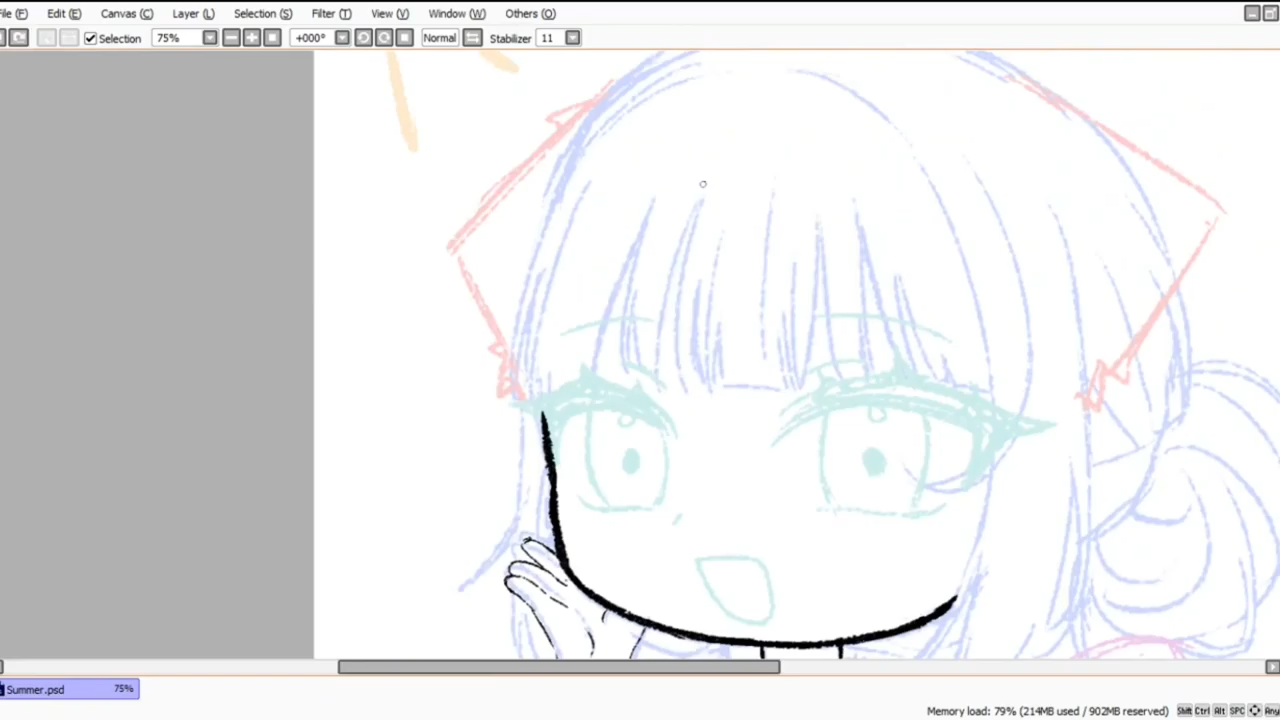 File (F) Edit (E) Canvas (C) Layer (L) Selection (S) Filter (T) View (V) Window (W) Others (O)
Selection 75% +000° Normal Stabilizer 11
Summer.psd 75%
Memory load: 79% (214MB used / 902MB reserved) Shift Ctrl Alt SPC Any